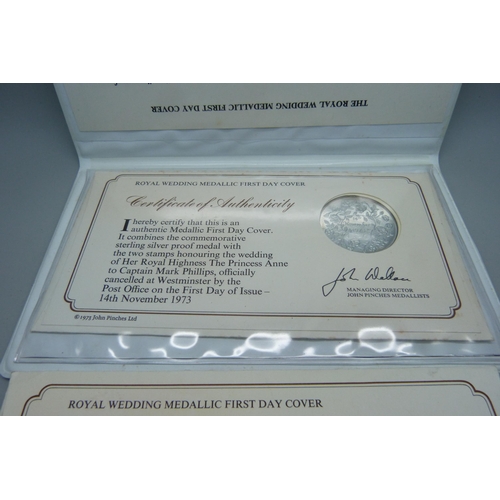 THE ROYAL WEDDING MEDALLIC FIRST DAY COVER
ROYAL WEDDING MEDALLIC FIRST DAY COVER
Certificate of Authenticity
I hereby certify that this is an
authentic Medallic First Day Cover.
It combines the commemorative
sterling silver proof medal with
the two stamps honouring the wedding
of Her Royal Highness The Princess Anne
to Captain Mark Phillips, officially
cancelled at Westminster by the
Post Office on the First Day of Issue—
14th November 1973
John Walton
MANAGING DIRECTOR
JOHN PINCHES MEDALLISTS
© 1973 John Pinches Ltd
ROYAL WEDDING MEDALLIC FIRST DAY COVER